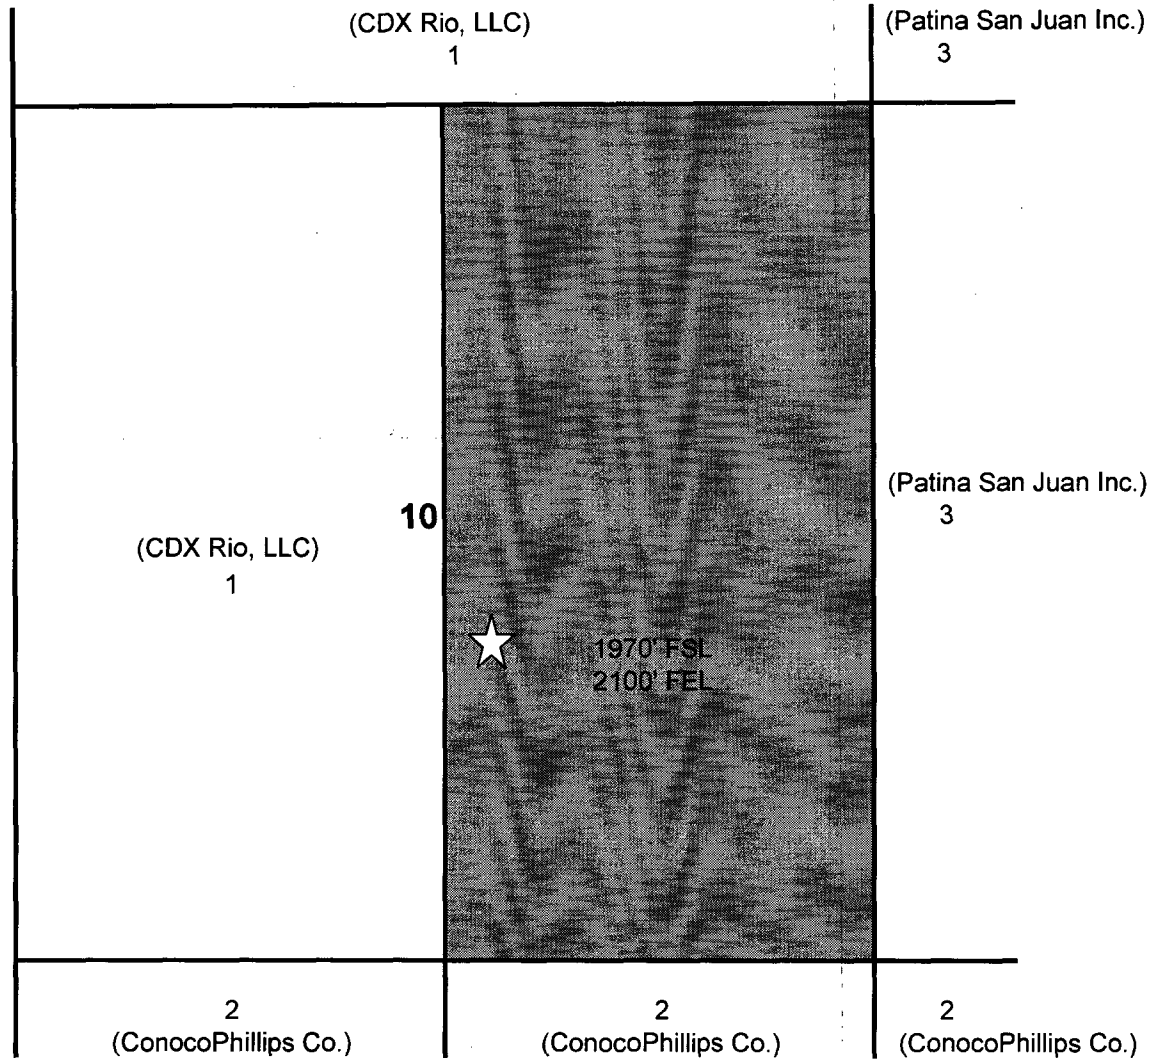 (CDX Rio, LLC)
1
(Patina San Juan Inc.)
3
10
(CDX Rio, LLC)
1
(Patina San Juan Inc.)
3
1970' FSL
2100' FEL
2
(ConocoPhillips Co.)
2
(ConocoPhillips Co.)
2
(ConocoPhillips Co.)